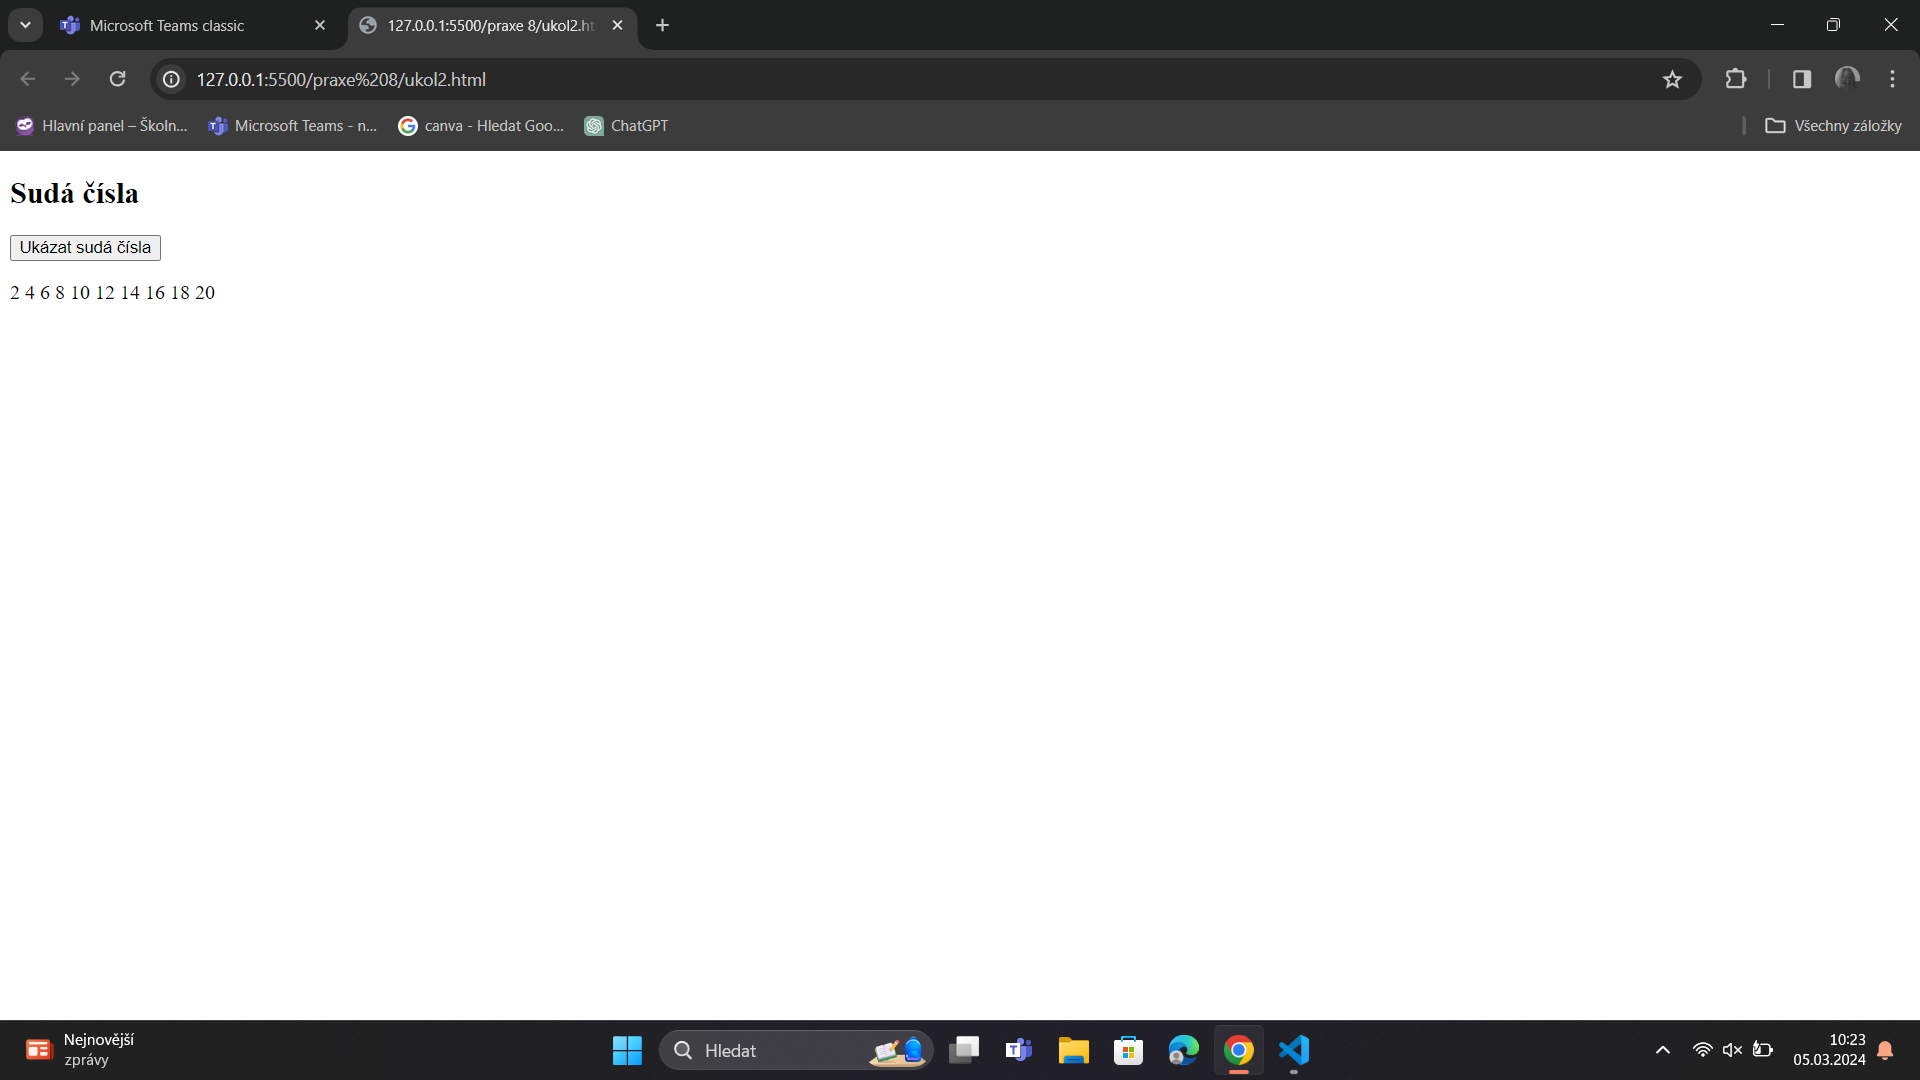 Microsoft Teams classic
127.0.0.1:5500/praxe 8/ukol2.ht
127.0.0.1:5500/praxe%208/ukol2.html
Hlavní panel – Školn...
Microsoft Teams - n...
canva - Hledat Goo...
ChatGPT
Všechny záložky
Sudá čísla
Ukázat sudá čísla
2 4 6 8 10 12 14 16 18 20
Nejnovější
zprávy
Hledat
10:23
05.03.2024